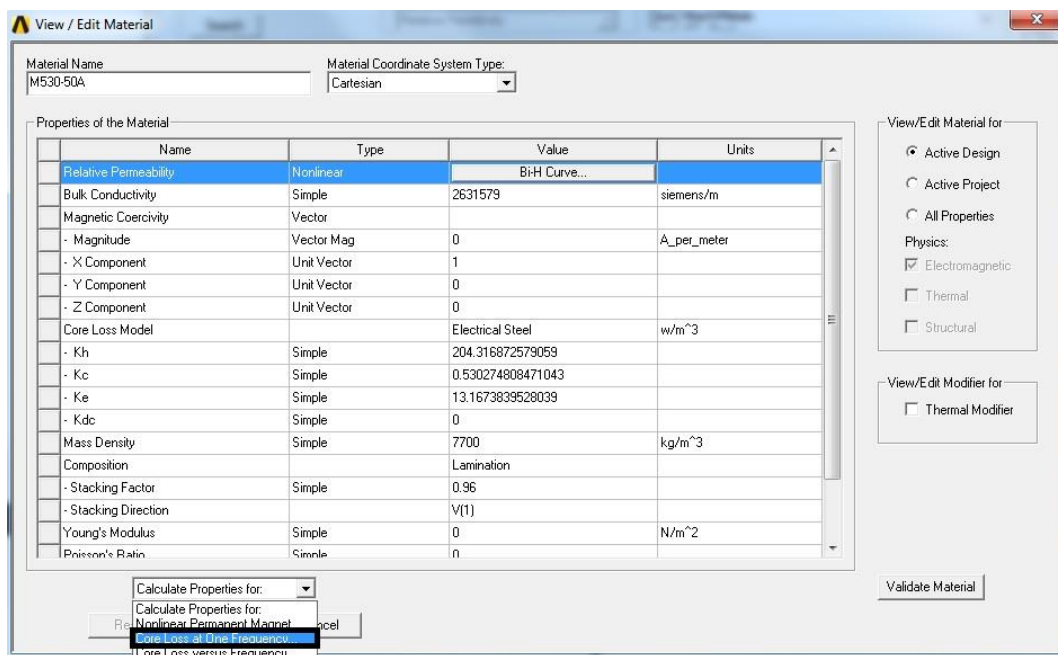 View / Edit Material
Material Name
Material Coordinate System Type:
M530-50A
Cartesian
Properties of the Material
Name Type Value Units
Relative Permeability Nonlinear Bi-H Curve...
Bulk Conductivity Simple 2631579 siemens/m
Magnetic Coercivity Vector
- Magnitude Vector Mag 0 A_per_meter
- X Component Unit Vector 1
- Y Component Unit Vector 0
- Z Component Unit Vector 0
Core Loss Model Electrical Steel w/m^3
- Kh Simple 204.316872579059
- Kc Simple 0.530274808471043
- Ke Simple 13.1673839528039
- Kdc Simple 0
Mass Density Simple 7700 kg/m^3
Composition Lamination
- Stacking Factor Simple 0.96
- Stacking Direction V(1)
Young's Modulus Simple 0 N/m^2
Poisson's Ratio Simple 0
View/Edit Material for
Active Design
Active Project
All Properties
Physics:
Electromagnetic
Thermal
Structural
View/Edit Modifier for
Thermal Modifier
Validate Material
Calculate Properties for:
Calculate Properties for:
Nonlinear Permanent Magnet...
Core Loss at One Frequency...
Core Loss versus Frequency...
Re
ncel